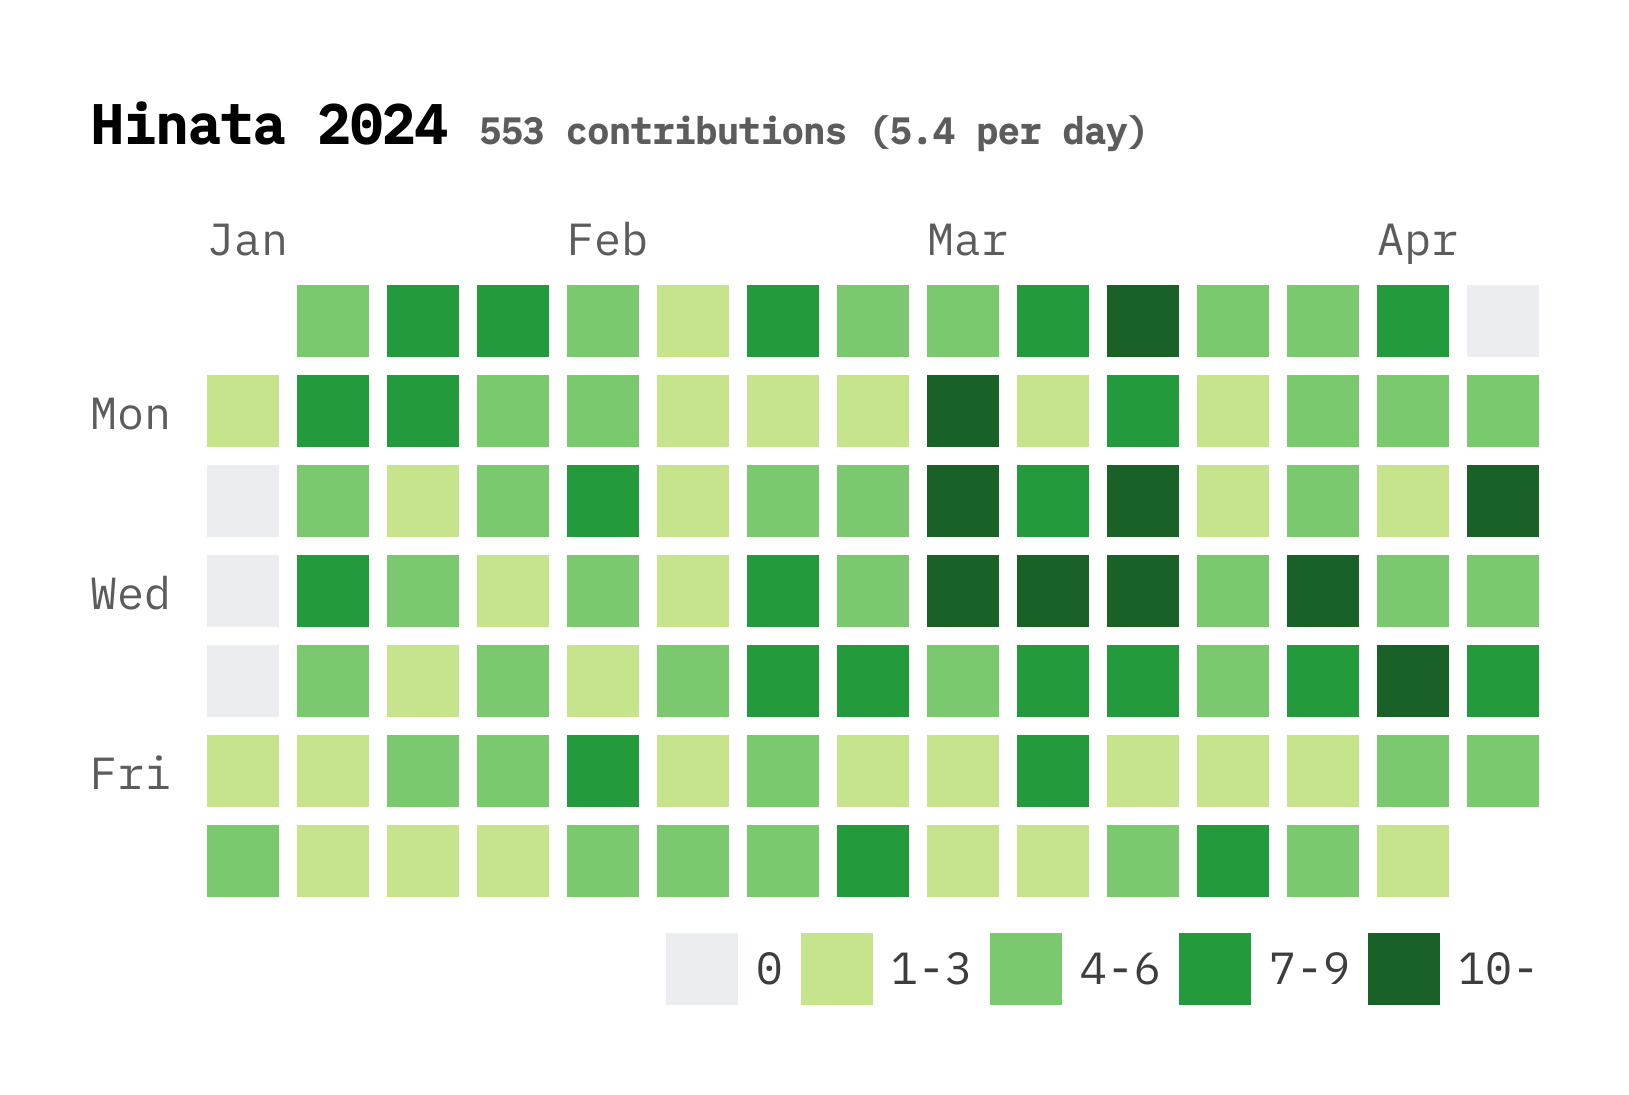 Hinata 2024 553 contributions (5.4 per day)
Jan Feb Mar Apr
Mon
Wed
Fri
0 1-3 4-6 7-9 10-